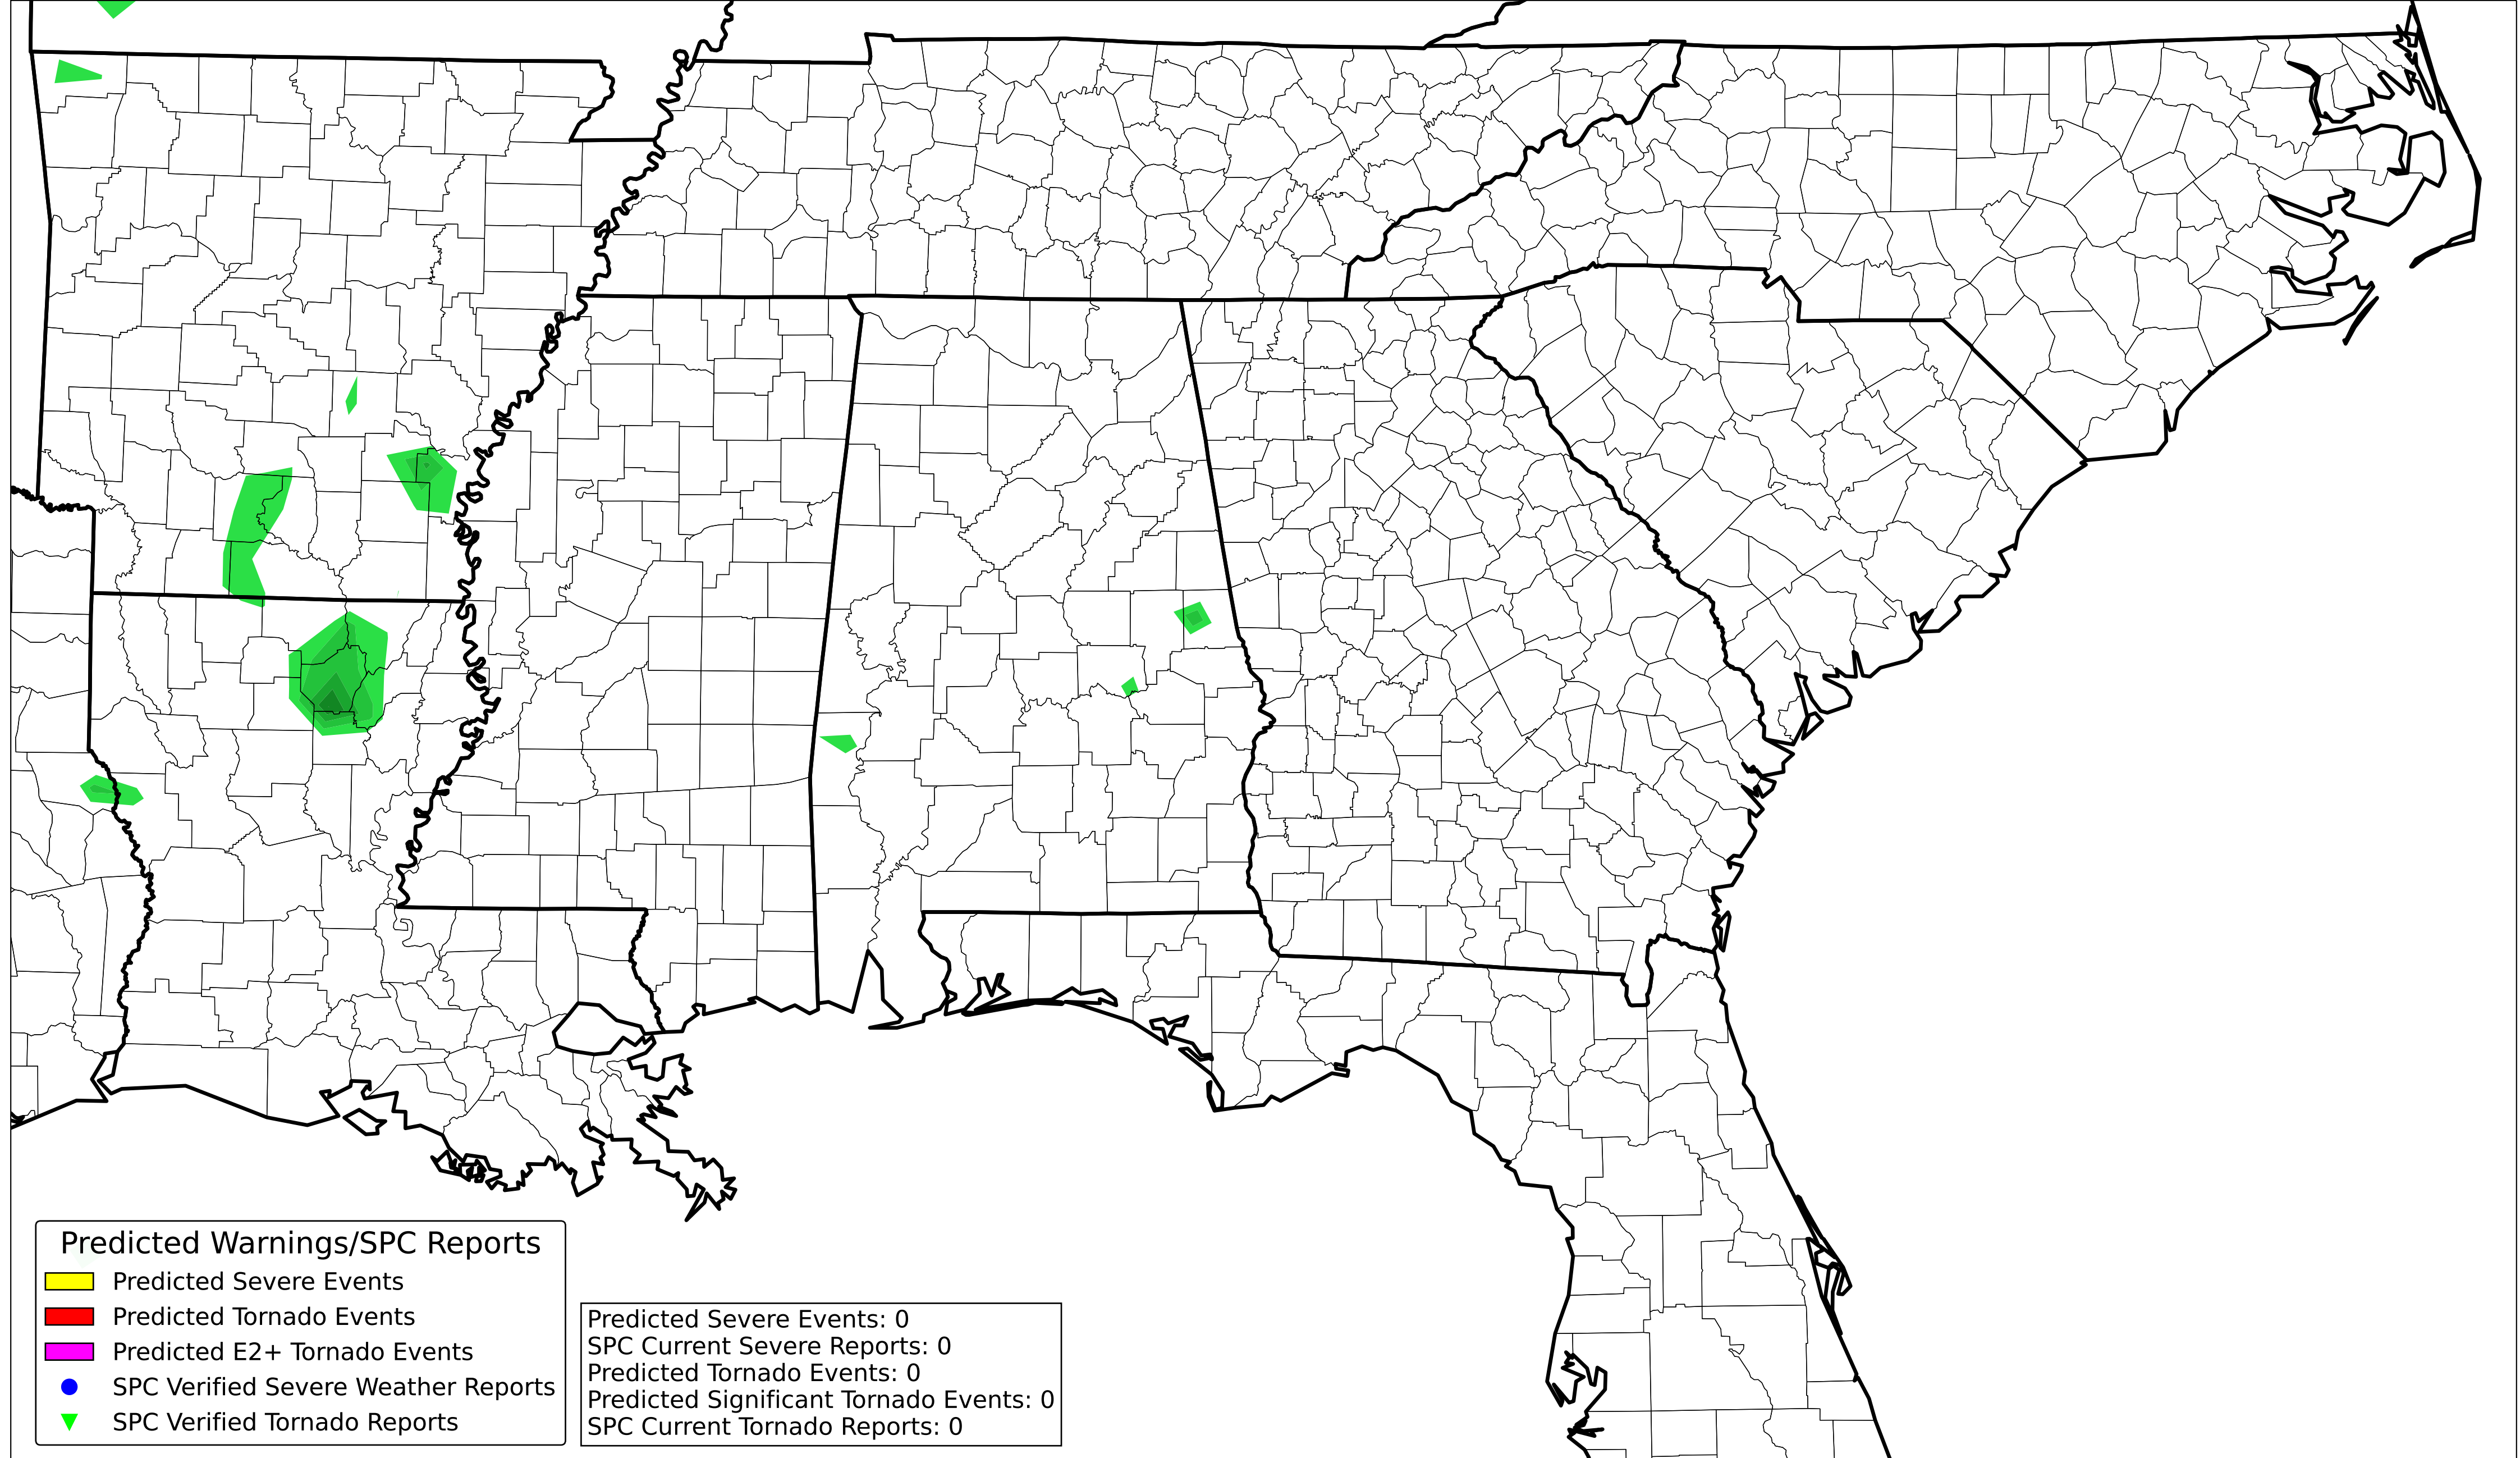 Predicted Warnings/SPC Reports
Predicted Severe Events
Predicted Tornado Events
Predicted E2+ Tornado Events
SPC Verified Severe Weather Reports
SPC Verified Tornado Reports
Predicted Severe Events: 0
SPC Current Severe Reports: 0
Predicted Tornado Events: 0
Predicted Significant Tornado Events: 0
SPC Current Tornado Reports: 0